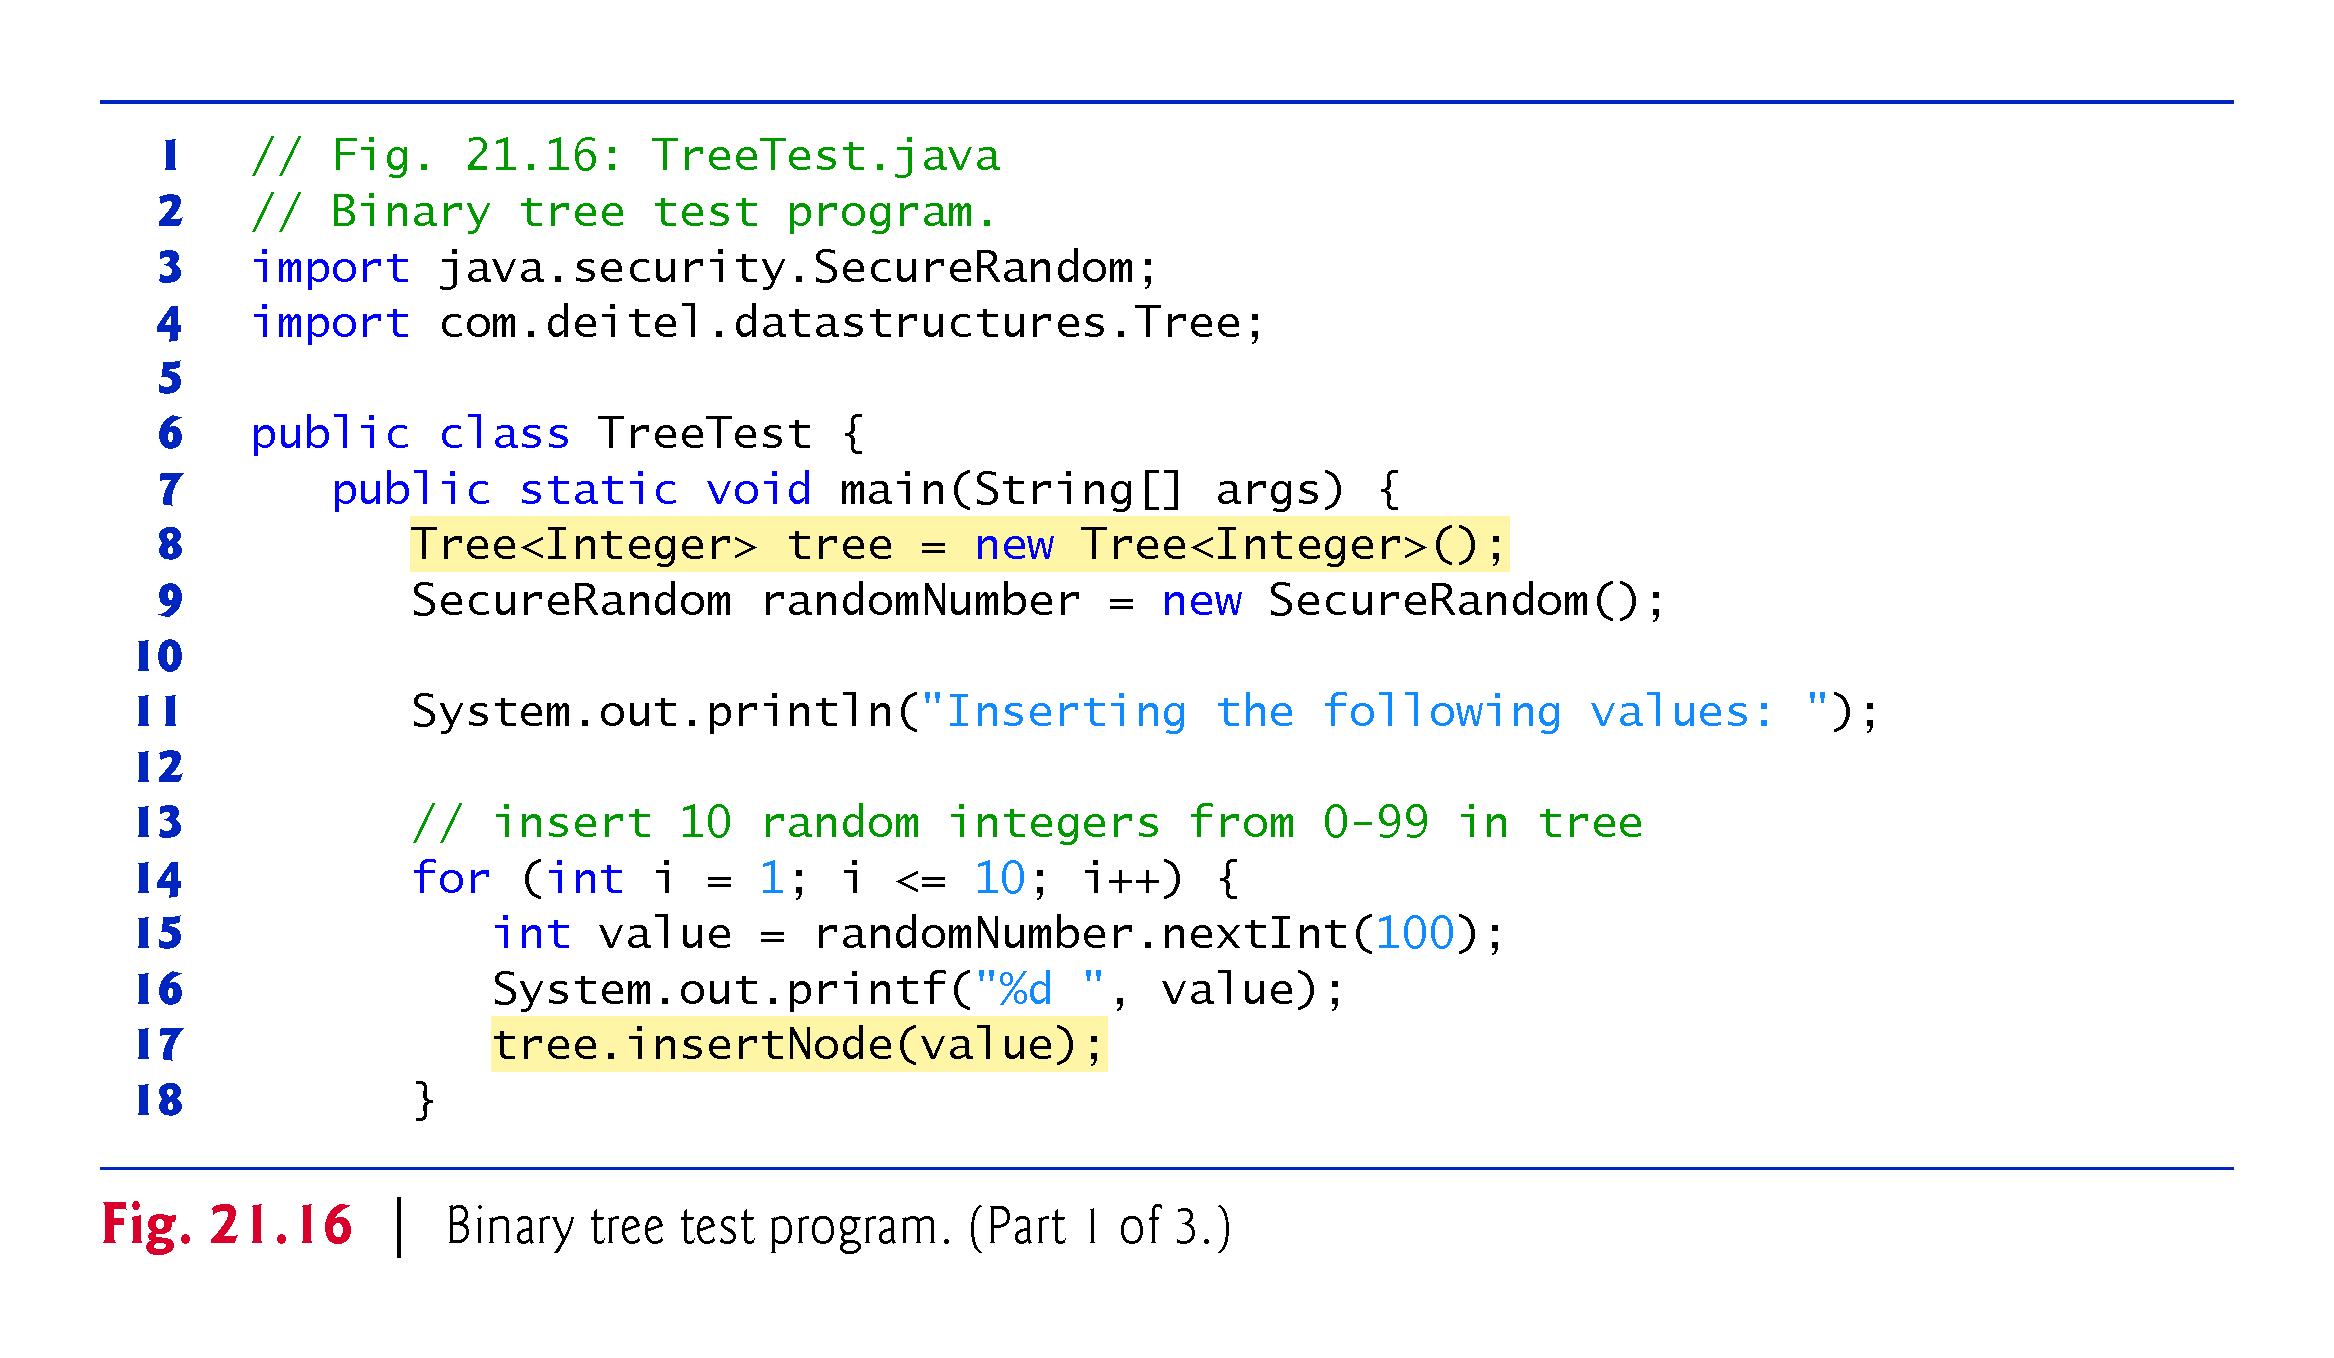 1 // Fig. 21.16: TreeTest.java
2 // Binary tree test program.
3 import java.security.SecureRandom;
4 import com.deitel.datastructures.Tree;
5
6 public class TreeTest {
7    public static void main(String[] args) {
8       Tree<Integer> tree = new Tree<Integer>();
9       SecureRandom randomNumber = new SecureRandom();
10
11       System.out.println("Inserting the following values: ");
12
13       // insert 10 random integers from 0-99 in tree
14       for (int i = 1; i <= 10; i++) {
15          int value = randomNumber.nextInt(100);
16          System.out.printf("%d ", value);
17          tree.insertNode(value);
18       }
Fig. 21.16 | Binary tree test program. (Part 1 of 3.)